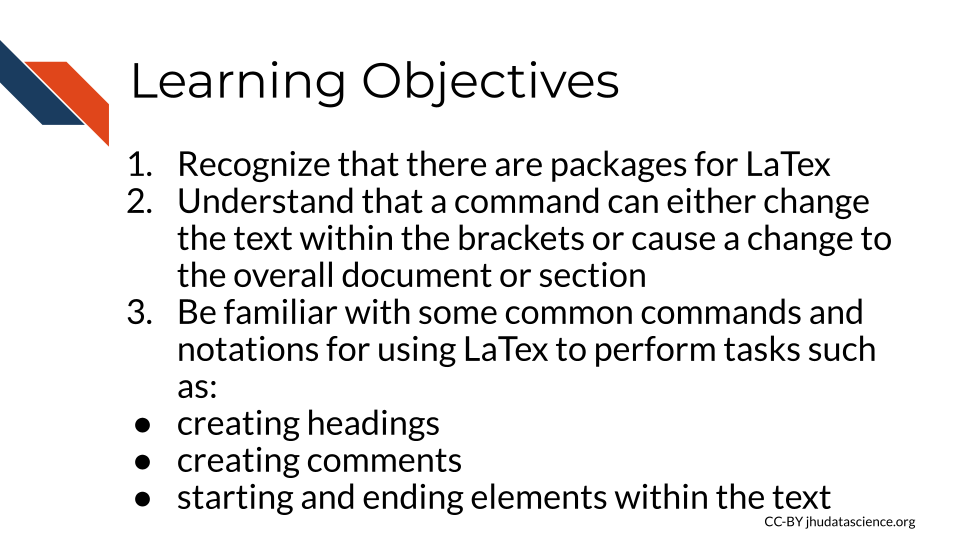 Learning Objectives
1. Recognize that there are packages for LaTex
2. Understand that a command can either change
the text within the brackets or cause a change to
the overall document or section
3. Be familiar with some common commands and
notations for using LaTex to perform tasks such
as:
● creating headings
● creating comments
● starting and ending elements within the text
CC-BY jhudatascience.org